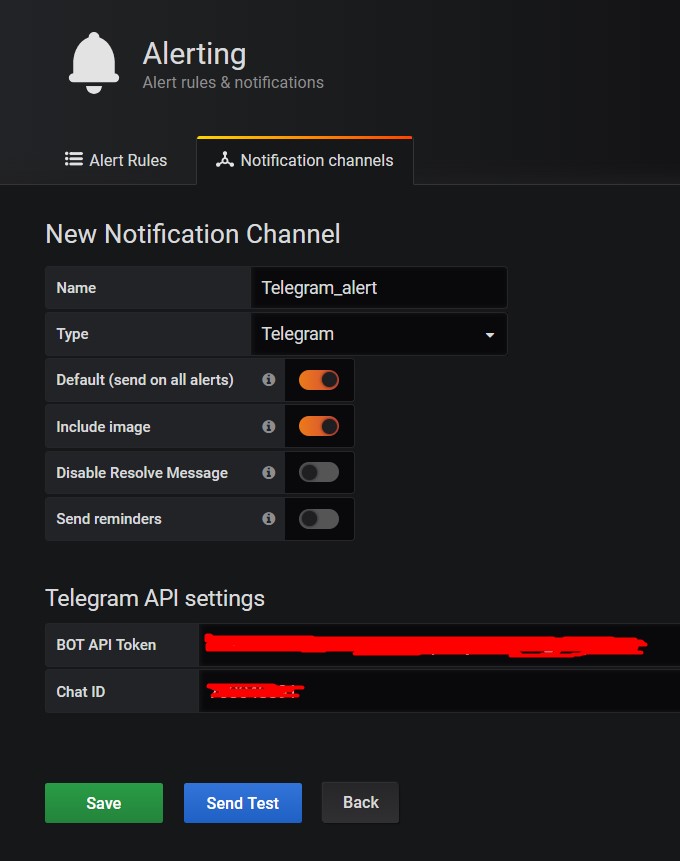 Alerting
Alert rules & notifications
Alert Rules
Notification channels
New Notification Channel
Name
Telegram_alert
Type
Telegram
Default (send on all alerts)
Include image
Disable Resolve Message
Send reminders
Telegram API settings
BOT API Token
Chat ID
Save
Send Test
Back